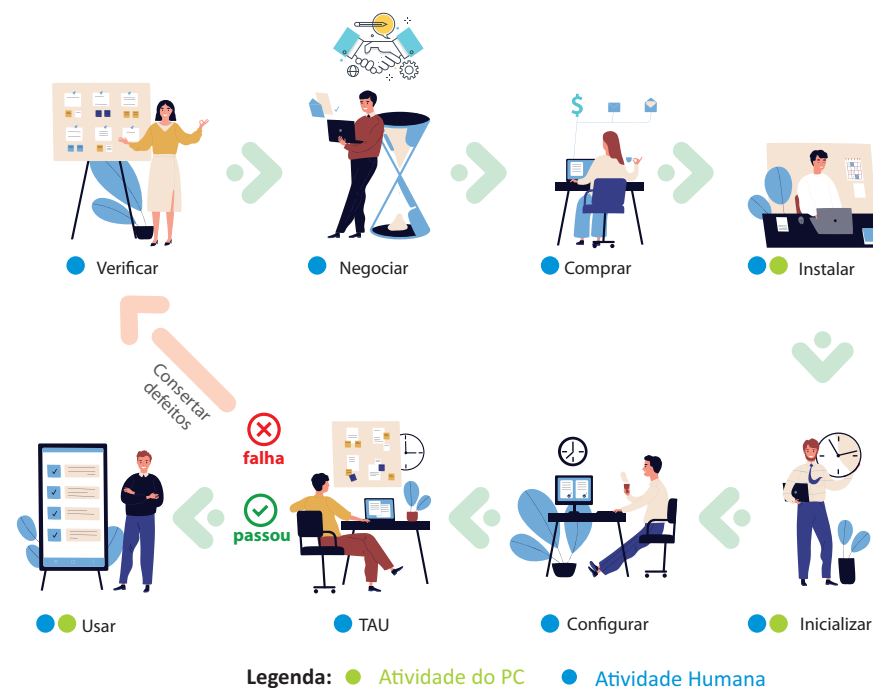 $
Verificar
Negociar
Comprar
Instalar
Consertar
defeitos
falha
passou
Usar
TAU
Configurar
Inicializar
Legenda: Atividade do PC Atividade Humana